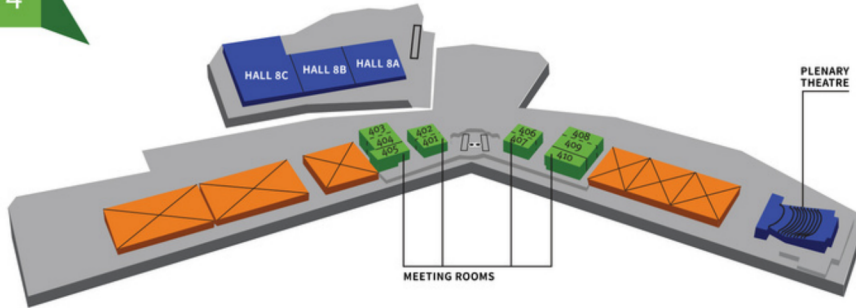 4
HALL 8C
HALL 8B
HALL 8A
PLENARY
THEATRE
403
404
405
402
401
406
407
408
409
410
MEETING ROOMS